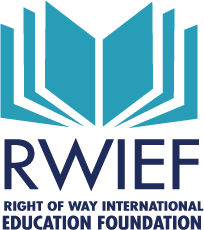 RWIEF
RIGHT OF WAY INTERNATIONAL
EDUCATION FOUNDATION